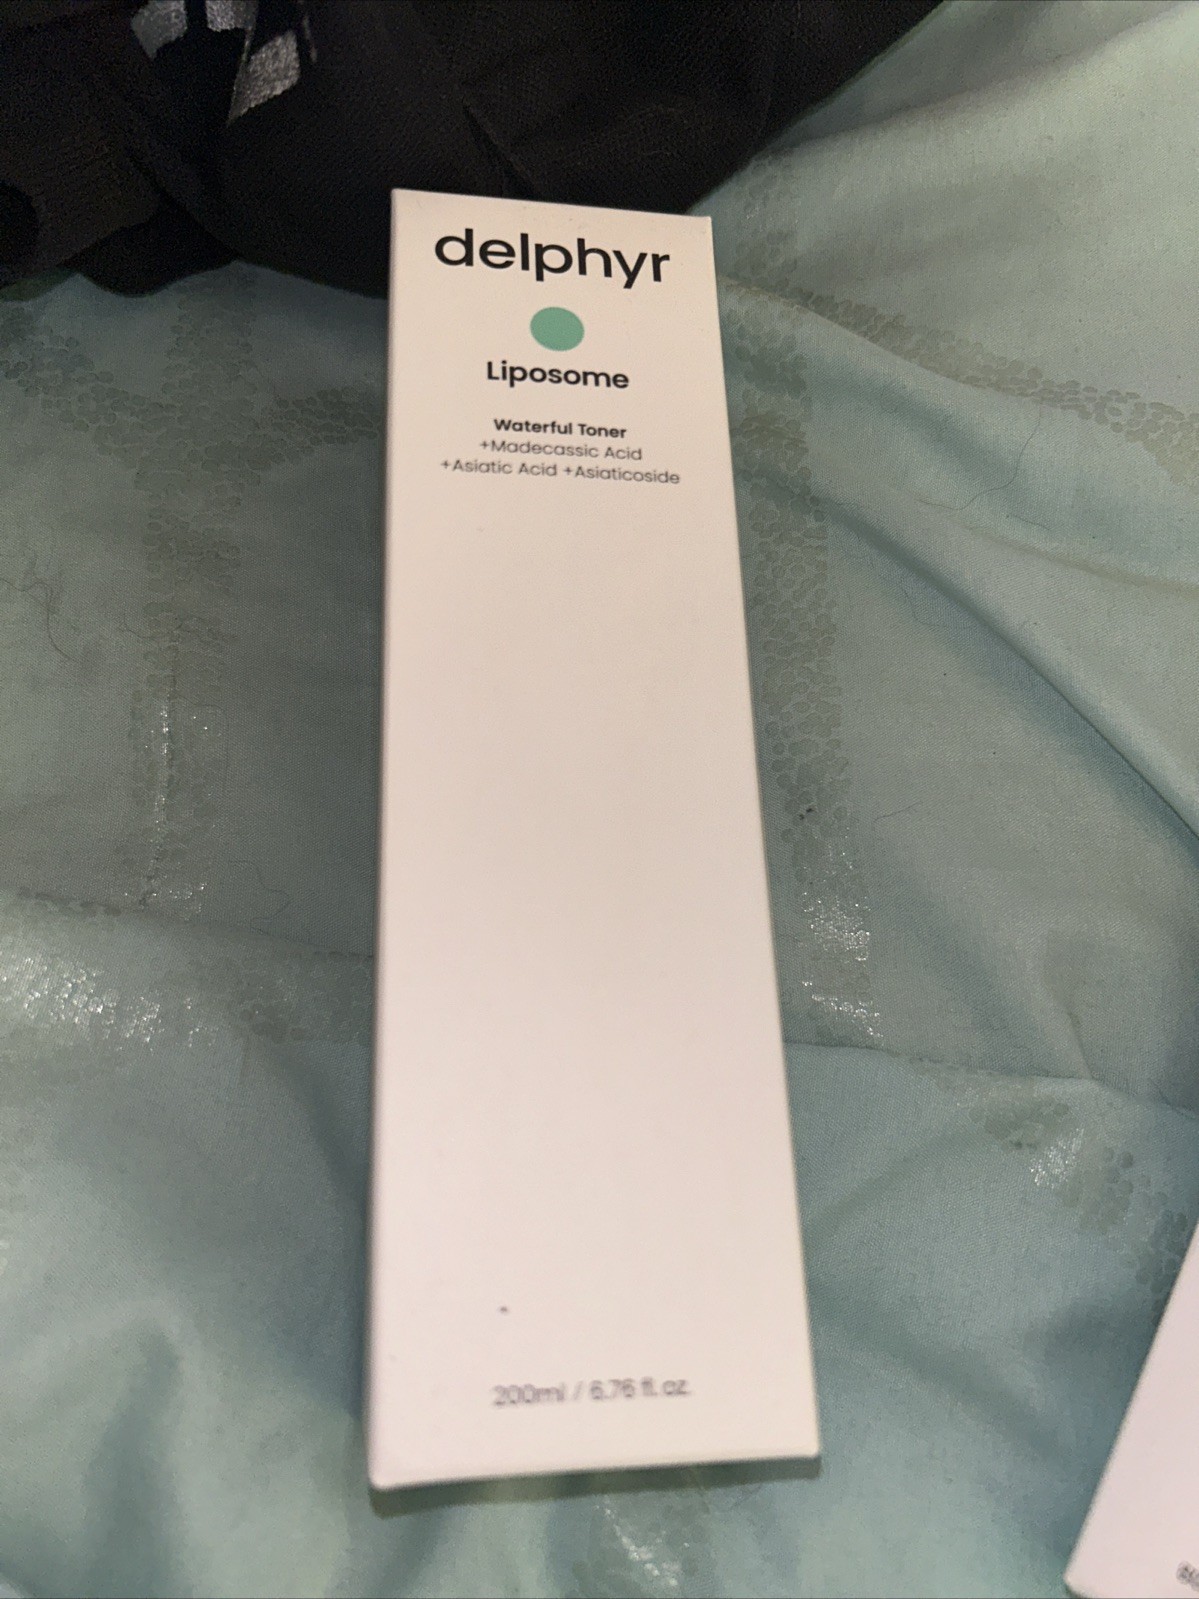 delphyr
Liposome
Waterful Toner
+Madecassic Acid
+Asiatic Acid +Asiaticoside
200ml / 6.76 fl. oz